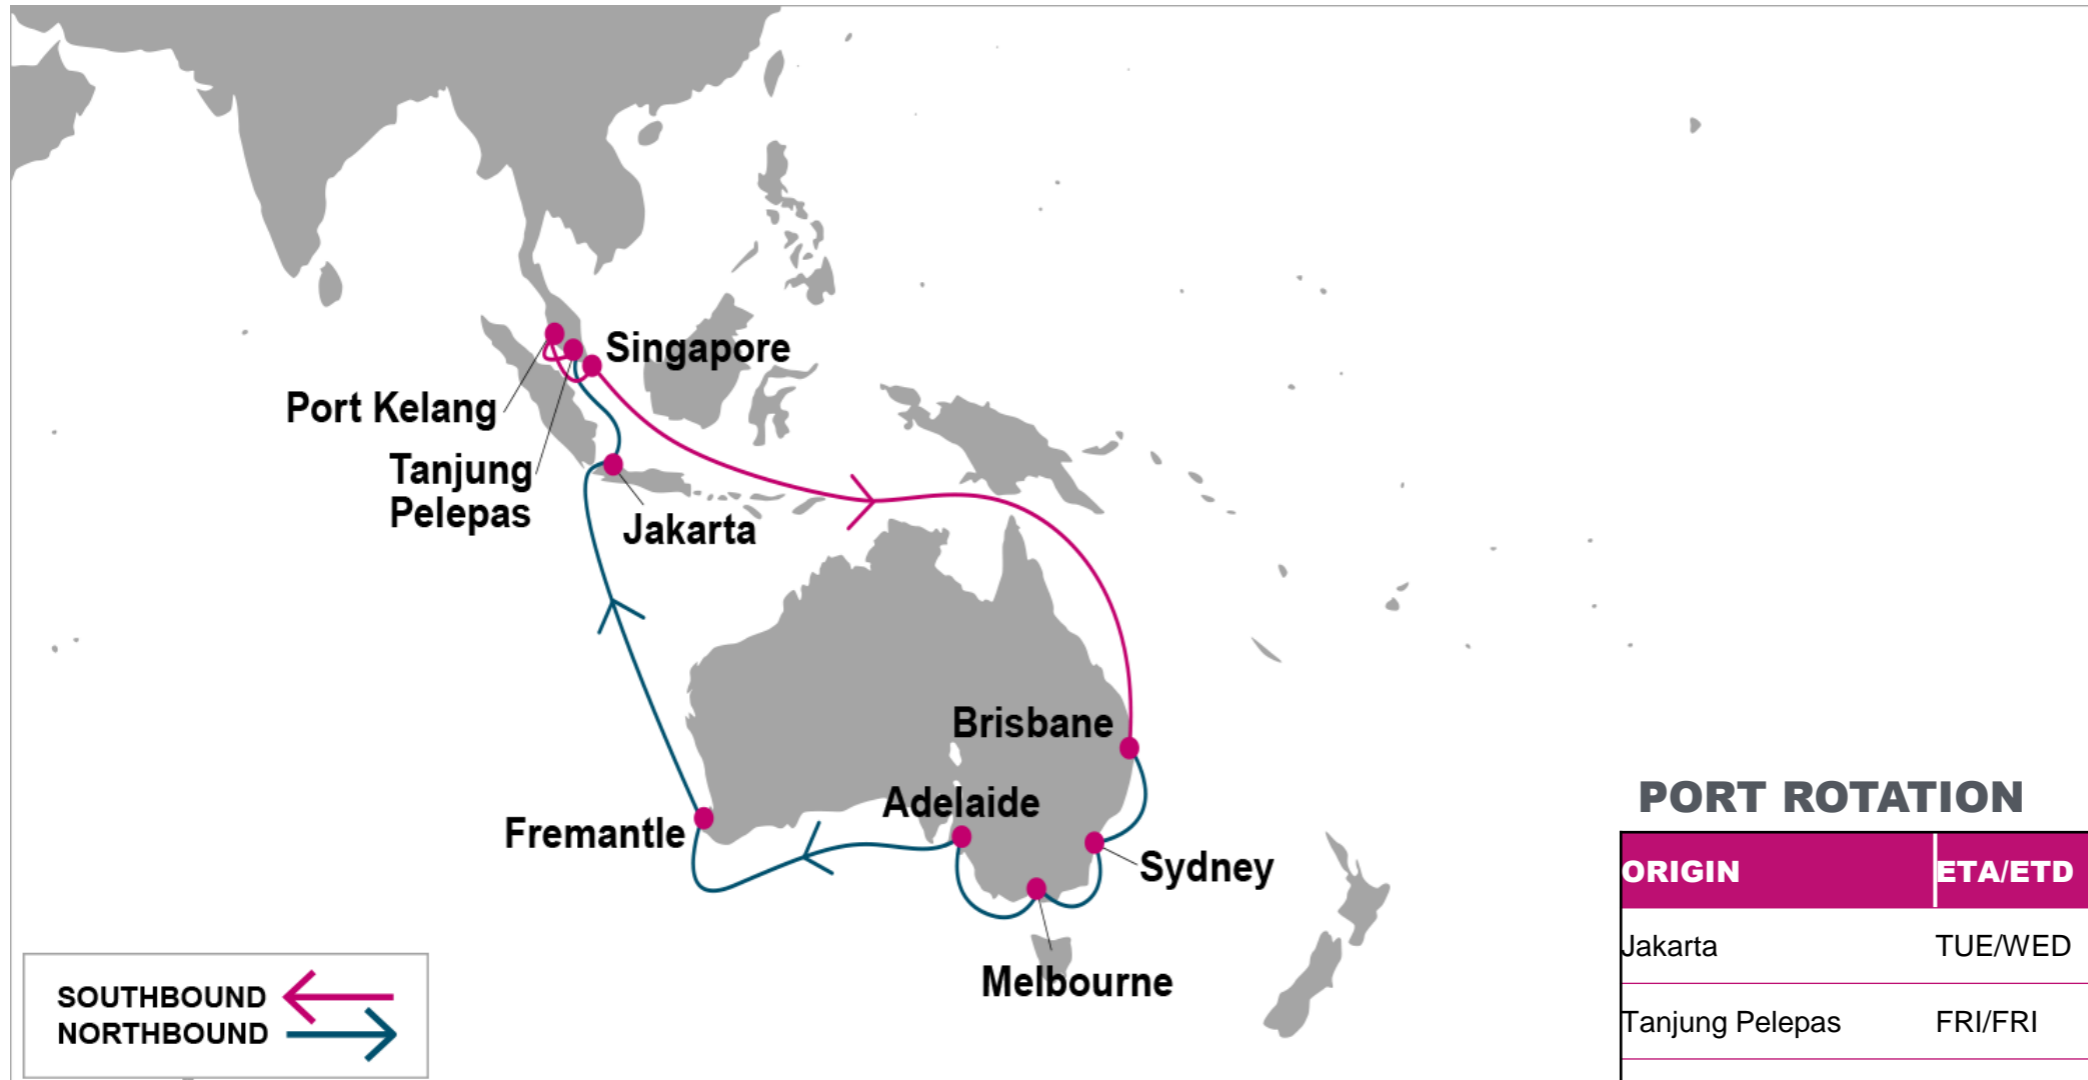 Singapore
Port Kelang
Tanjung
Pelepas
Jakarta
Brisbane
Adelaide
Fremantle
Sydney
Melbourne
SOUTHBOUND
NORTHBOUND
PORT ROTATION
ORIGIN ETA/ETD
Jakarta TUE/WED
Tanjung Pelepas FRI/FRI